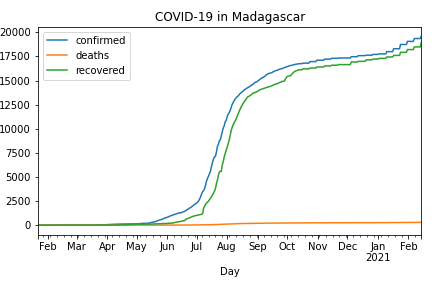 COVID-19 in Madagascar
confirmed
deaths
recovered
20000
17500
15000
12500
10000
7500
5000
2500
0
Feb Mar Apr May Jun Jul Aug Sep Oct Nov Dec Jan Feb
2021
Day